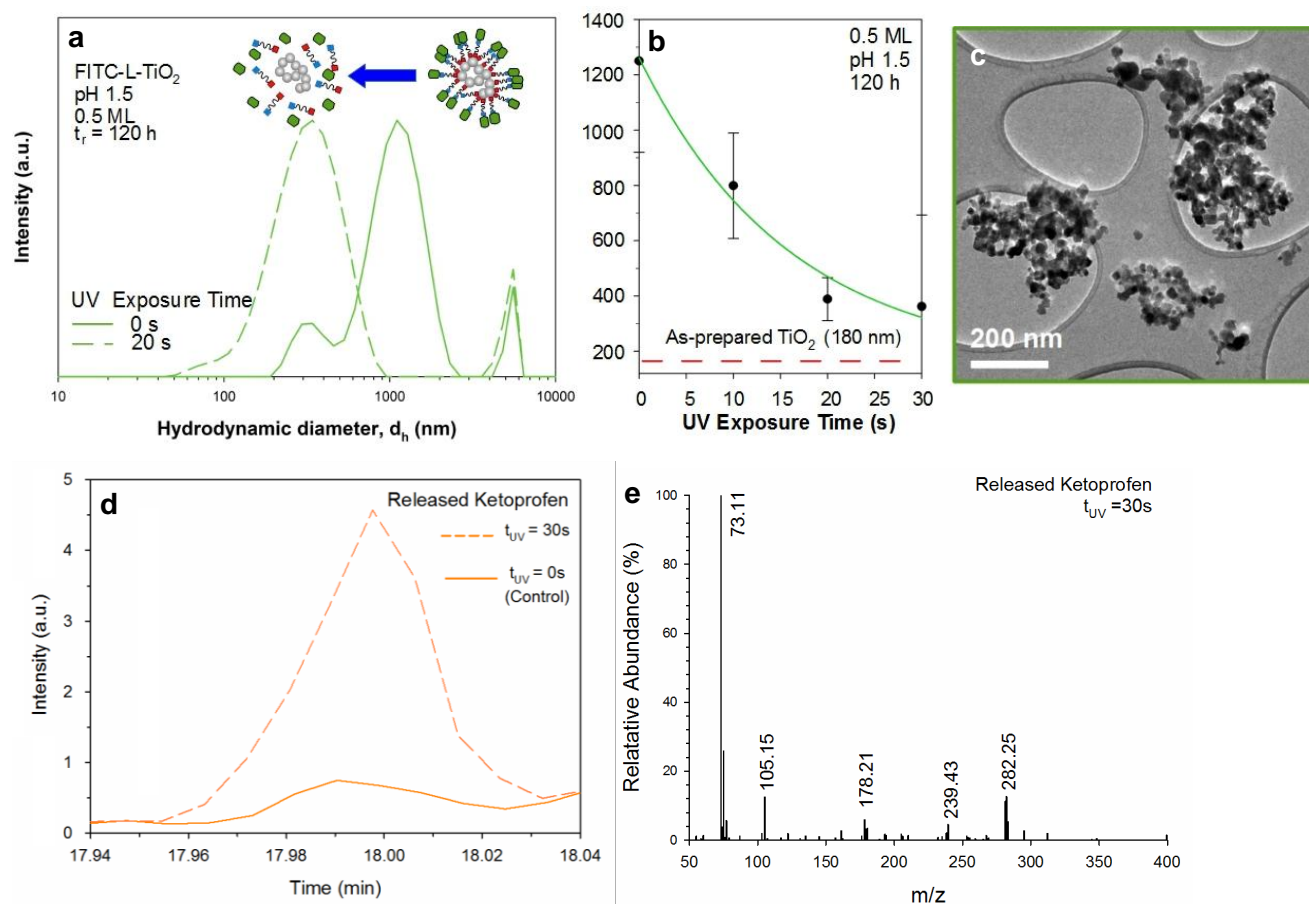 a
FITC-L-TiO₂
pH 1.5
0.5 ML
tᵣ = 120 h
Intensity (a.u.)
UV Exposure Time
0 s
20 s
10
100
1000
10000
Hydrodynamic diameter, dₕ (nm)
b
0.5 ML
pH 1.5
120 h
1400
1200
1000
800
600
400
200
As-prepared TiO₂ (180 nm)
0
5
10
15
20
25
30
UV Exposure Time (s)
c
200 nm
d
Released Ketoprofen
t_UV = 30s
t_UV = 0s
(Control)
Intensity (a.u.)
5
4
3
2
1
0
17.94
17.96
17.98
18.00
18.02
18.04
Time (min)
e
Released Ketoprofen
t_UV =30s
Relatative Abundance (%)
100
80
60
40
20
0
73.11
105.15
178.21
239.43
282.25
50
100
150
200
250
300
350
400
m/z